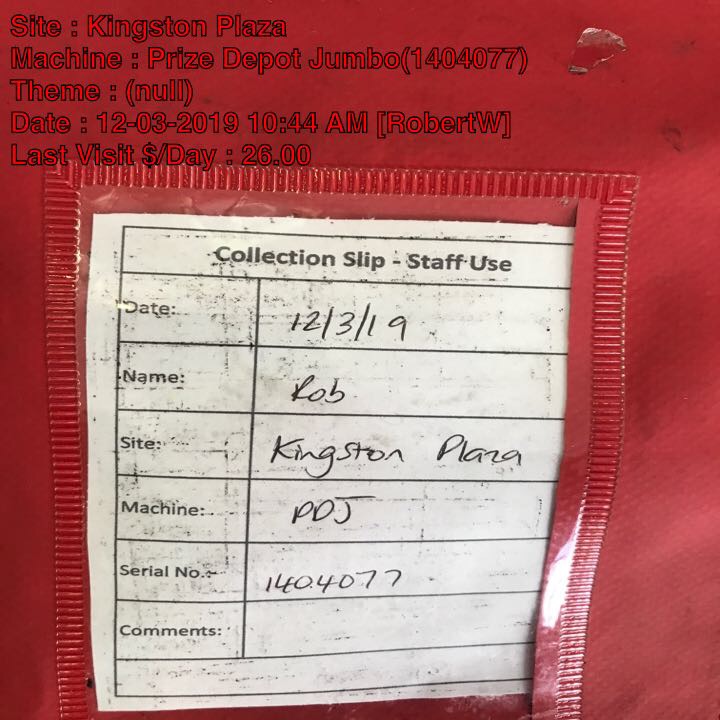 Site : Kingston Plaza
Machine : Prize Depot Jumbo(1404077)
Theme : (null)
Date : 12-03-2019 10:44 AM [RobertW]
Last Visit $/Day : 26.00
Collection Slip - Staff Use
Date: 12/3/19
Name: Rob
Site: Kingston Plaza
Machine: PDJ
Serial No.: 1404077
Comments: